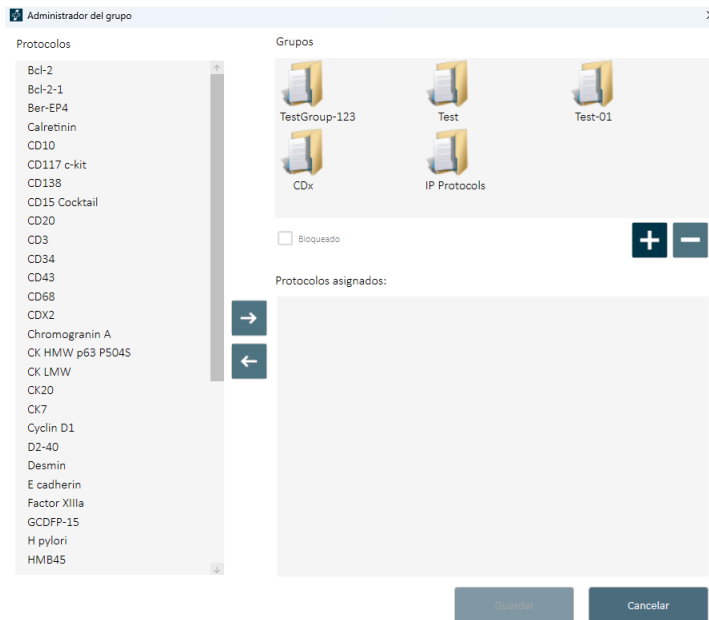 Administrador del grupo
Protocolos
Bcl-2
Bcl-2-1
Ber-EP4
Calretinin
CD10
CD117 c-kit
CD138
CD15 Cocktail
CD20
CD3
CD34
CD43
CD68
CDX2
Chromogranin A
CK HMW p63 P504S
CK LMW
CK20
CK7
Cyclin D1
D2-40
Desmin
E cadherin
Factor XIIIa
GCDFP-15
H pylori
HMB45
Grupos
TestGroup-123
Test
Test-01
CDx
IP Protocols
Bloqueado
Protocolos asignados:
Guardar
Cancelar